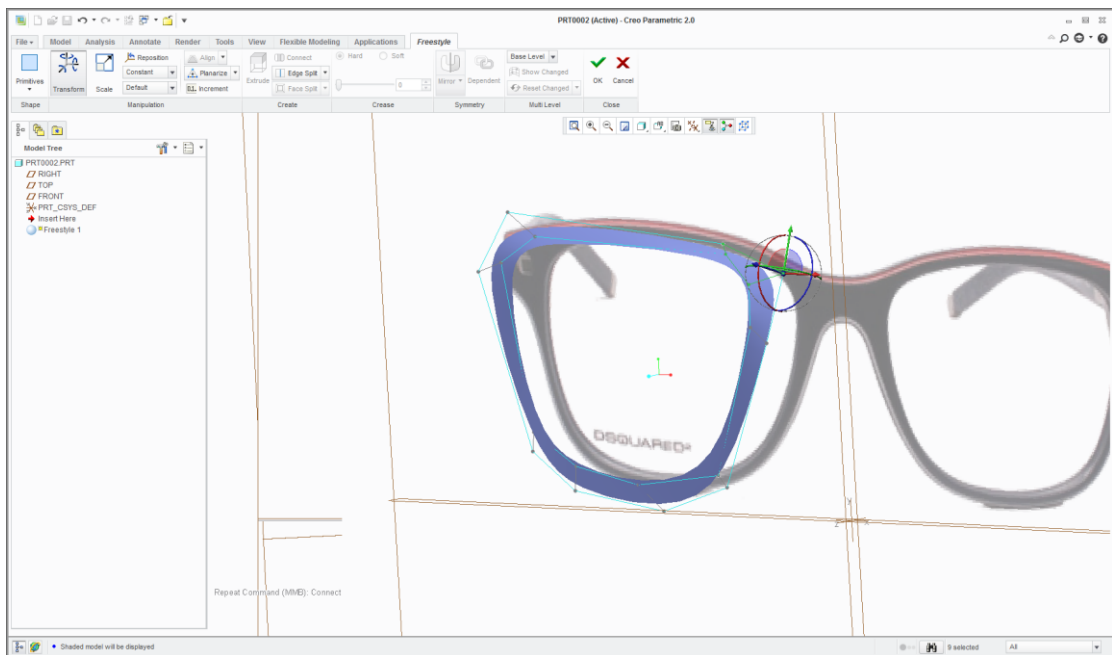 PRT0002 (Active) - Creo Parametric 2.0
File Model Analysis Annotate Render Tools View Flexible Modeling Applications Freestyle
Primitives Transform Scale Reposition Align Extrude Connect Hard Soft Mirror Dependent Base Level OK Cancel
Constant Planarize Edge Split Show Changed
Default 0.1.. Increment Face Split 0 Reset Changed
Shape Manipulation Create Crease Symmetry Multi Level Close
Model Tree
PRT0002.PRT
RIGHT
TOP
FRONT
PRT_CSYS_DEF
Insert Here
Freestyle 1
DSQUARED²
Y
Z X
Repeat Command (MMB): Connect
Shaded model will be displayed 9 selected All